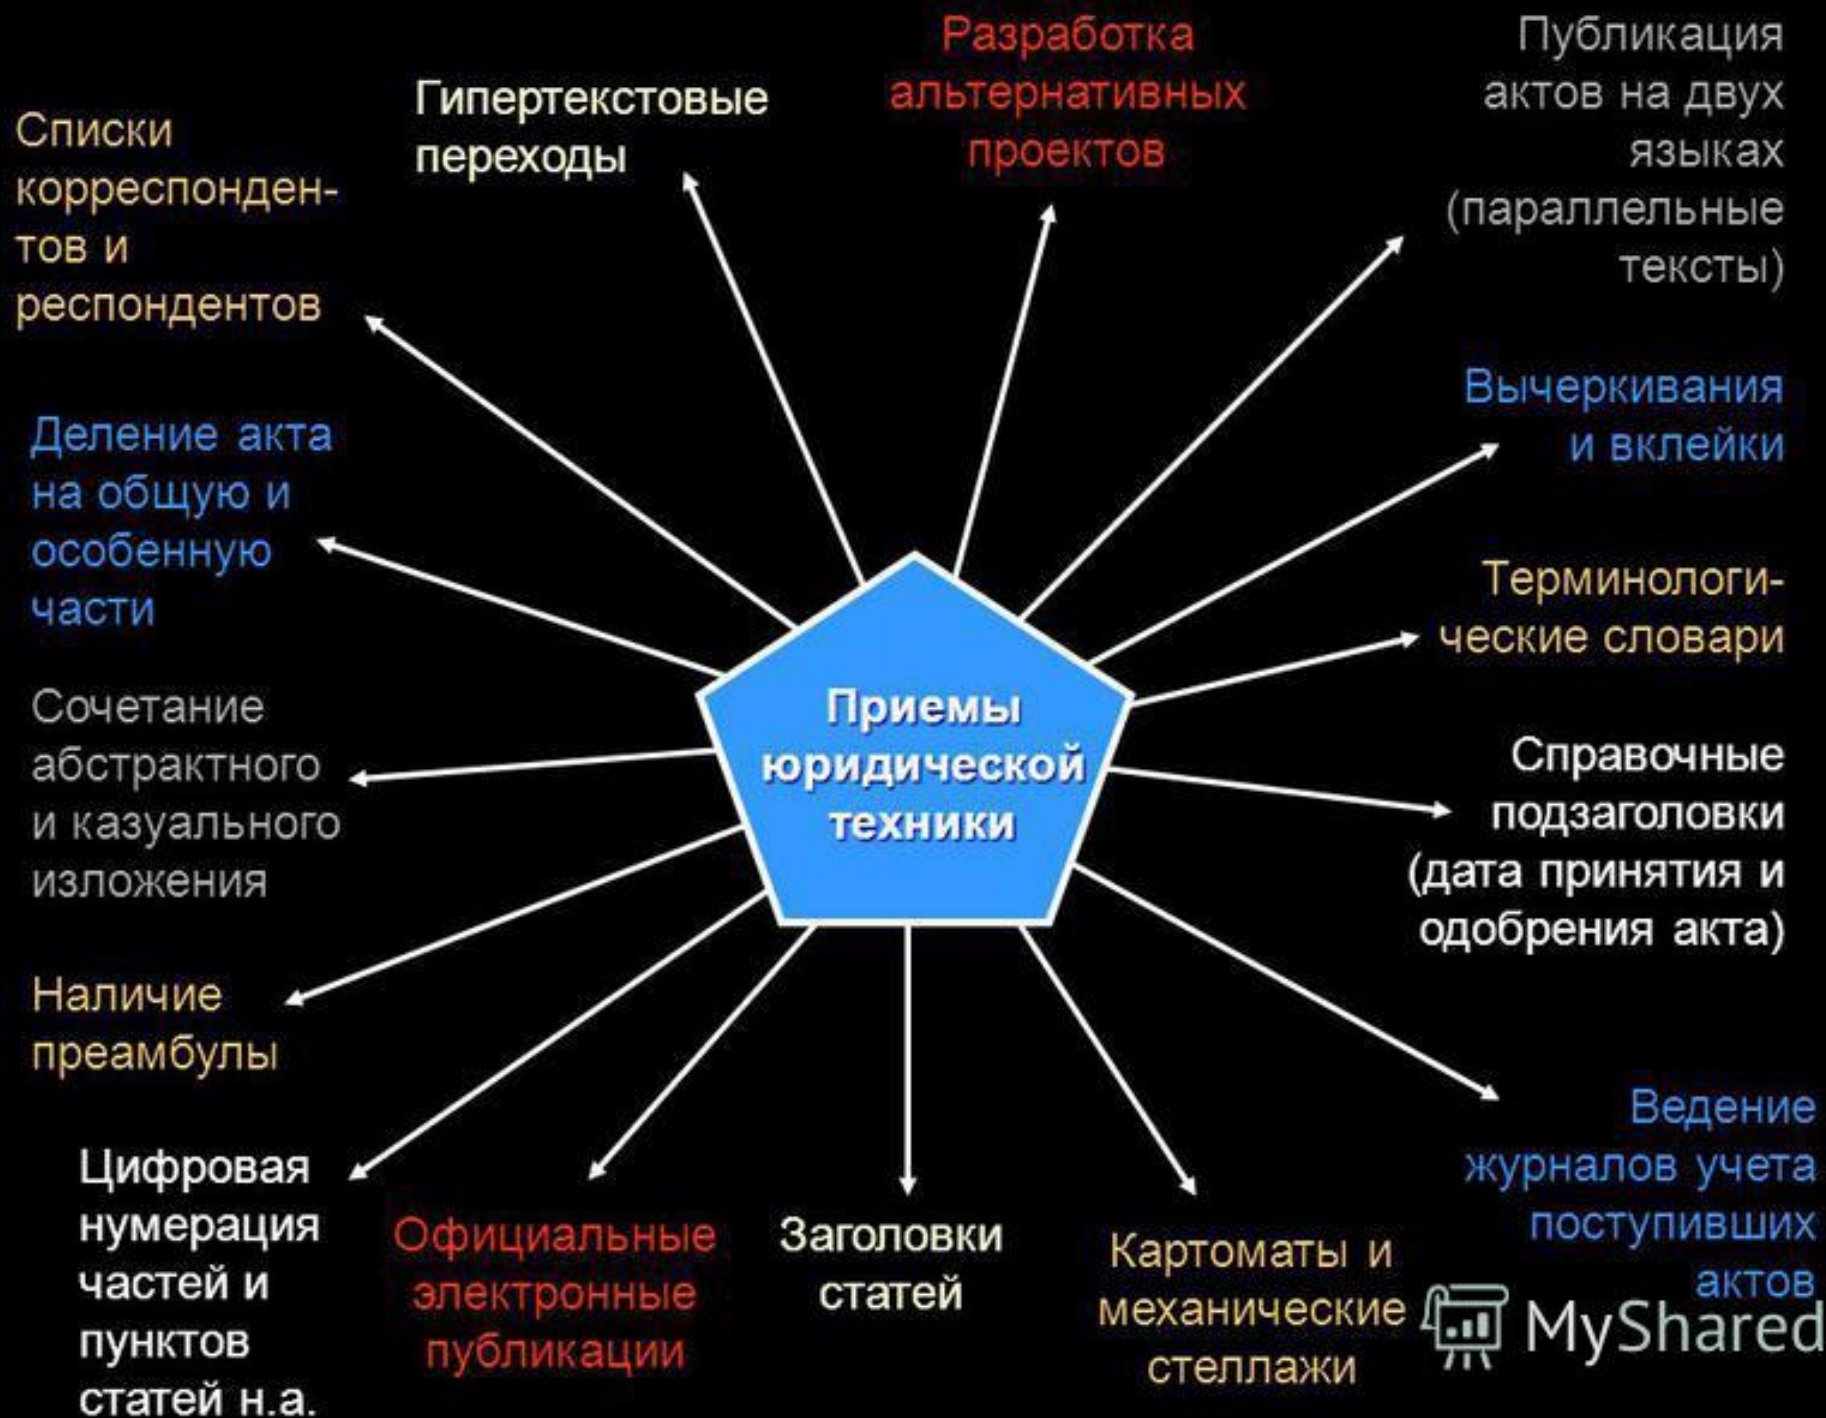 Разработка
альтернативных
проектов
Публикация
актов на двух
языках
(параллельные
тексты)
Гипертекстовые
переходы
Списки
корреспонден-
тов и
респондентов
Вычеркивания
и вклейки
Деление акта
на общую и
особенную
части
Терминологи-
ческие словари
Приемы
юридической
техники
Сочетание
абстрактного
и казуального
изложения
Справочные
подзаголовки
(дата принятия и
одобрения акта)
Наличие
преамбулы
Ведение
журналов учета
поступивших
актов
Цифровая
нумерация
частей и
пунктов
статей н.а.
Официальные
электронные
публикации
Заголовки
статей
Картоматы и
механические
стеллажи
MyShared